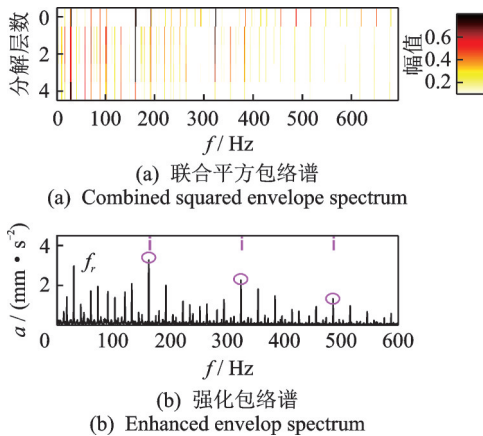 0
2
4
分解层数
0 100 200 300 400 500 600
f / Hz
0.6
0.4
0.2
幅值
(a) 联合平方包络谱
(a) Combined squared envelope spectrum
4
2
0
a / (mm·s⁻²)
fr
0 100 200 300 400 500 600
f / Hz
(b) 强化包络谱
(b) Enhanced envelop spectrum